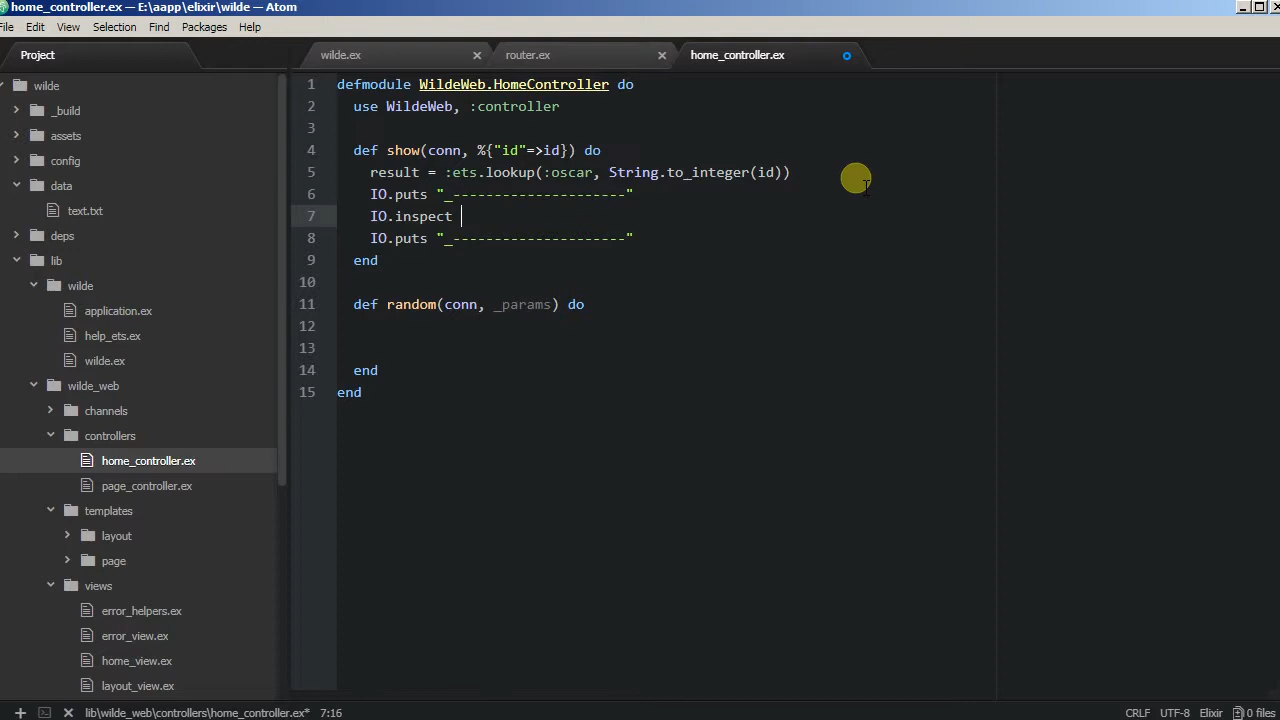 home_controller.ex — E:\aapp\elixir\wilde — Atom
File Edit View Selection Find Packages Help
Project
wilde.ex
router.ex
home_controller.ex
wilde
_build
assets
config
data
text.txt
deps
lib
wilde
application.ex
help_ets.ex
wilde.ex
wilde_web
channels
controllers
home_controller.ex
page_controller.ex
templates
layout
page
views
error_helpers.ex
error_view.ex
home_view.ex
layout_view.ex
1 defmodule WildeWeb.HomeController do
2 use WildeWeb, :controller
3
4 def show(conn, %{"id"=>id}) do
5 result = :ets.lookup(:oscar, String.to_integer(id))
6 IO.puts "_---------------------"
7 IO.inspect
8 IO.puts "_---------------------"
9 end
10
11 def random(conn, _params) do
12
13
14 end
15 end
lib\wilde_web\controllers\home_controller.ex* 7:16 CRLF UTF-8 Elixir 0 files